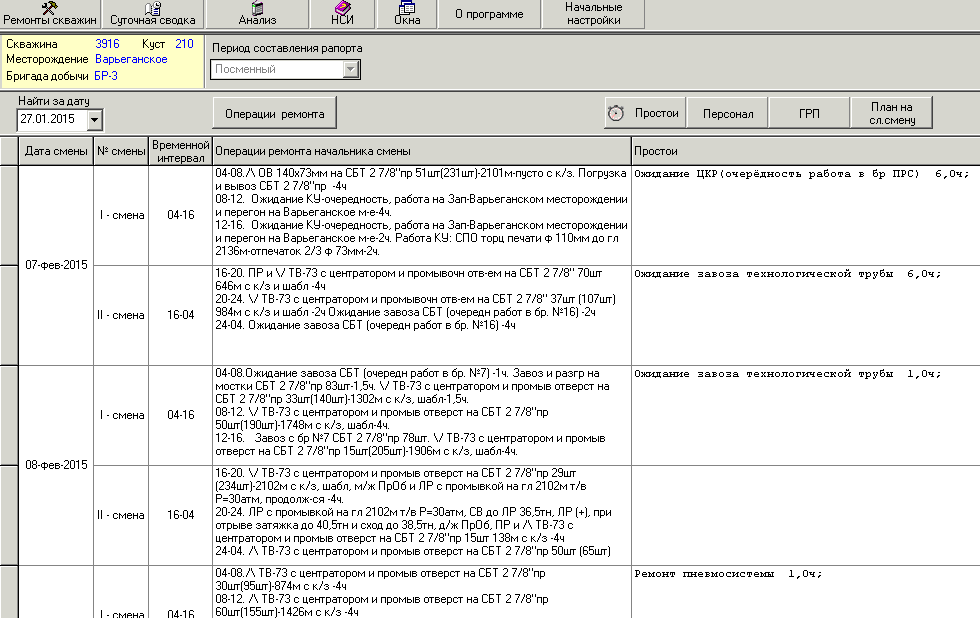 Ремонты скважин
Суточная сводка
Анализ
НСИ
Окна
О программе
Начальные
настройки
Скважина 3916 Куст 210
Месторождение Варьеганское
Бригада добычи БР-3
Период составления рапорта
Посменный
Найти за дату
27.01.2015
Операции ремонта
Простои
Персонал
ГРП
План на
сл.смену
Дата смены
№ смены
Временной
интервал
Операции ремонта начальника смены
Простои
07-фев-2015
I - смена
04-16
04-08./\ ОВ 140х73мм на СБТ 2 7/8"пр 51шт(231шт)-2101м-пусто с к/з. Погрузка
и вывоз СБТ 2 7/8"пр -4ч
08-12. Ожидание КУ-очередность, работа на Зап-Варьеганском месторождении
и перегон на Варьеганское м-е-4ч.
12-16. Ожидание КУ-очередность, работа на Зап-Варьеганском месторождении
и перегон на Варьеганское м-е-2ч. Работа КУ: СПО торц печати ф 110мм до гл
2136м-отпечаток 2/3 ф 73мм-2ч.
Ожидание ЦКР(очерёдность работа в бр ПРС) 6,0ч;
II - смена
16-04
16-20. ПР и \/ ТВ-73 с центратором и промывочн отв-ем на СБТ 2 7/8" 70шт
646м с к/з и шабл -4ч
20-24. \/ ТВ-73 с центратором и промывочн отв-ем на СБТ 2 7/8" 37шт (107шт)
984м с к/з и шабл -2ч Ожидание завоза СБТ (очередн работ в бр. №16) -2ч
24-04. Ожидание завоза СБТ (очередн работ в бр. №16) -4ч
Ожидание завоза технологической трубы 6,0ч;
08-фев-2015
I - смена
04-16
04-08.Ожидание завоза СБТ (очередн работ в бр. №7) -1ч. Завоз и разгр на
мостки СБТ 2 7/8"пр 83шт-1,5ч. \/ ТВ-73 с центратором и промыв отверст на
СБТ 2 7/8"пр 33шт(140шт)-1302м с к/з, шабл-1,5ч.
08-12. \/ ТВ-73 с центратором и промыв отверст на СБТ 2 7/8"пр
50шт(190шт)-1748м с к/з, шабл-4ч.
12-16. Завоз с бр №7 СБТ 2 7/8"пр 78шт. \/ ТВ-73 с центратором и промыв
отверст на СБТ 2 7/8"пр 15шт(205шт)-1906м с к/з, шабл-4ч.
Ожидание завоза технологической трубы 1,0ч;
II - смена
16-04
16-20. \/ ТВ-73 с центратором и промыв отверст на СБТ 2 7/8"пр 29шт
(234шт)-2102м с к/з, шабл, м/ж ПрОб и ЛР с промывкой на гл 2102м т/в
Р=30атм, продолж-ся -4ч.
20-24. ЛР с промывкой на гл 2102м т/в Р=30атм, СВ до ЛР 36,5тн, ЛР (+), при
отрыве затяжка до 40,5тн и сход до 38,5тн, д/ж ПрОб, ПР и /\ ТВ-73 с
центратором и промыв отверст на СБТ 2 7/8"пр 15шт 138м с к/з -4ч
24-04. /\ ТВ-73 с центратором и промыв отверст на СБТ 2 7/8"пр 50шт (65шт)
I - смена
04-16
04-08./\ ТВ-73 с центратором и промыв отверст на СБТ 2 7/8"пр
30шт(95шт)-874м с к/з -4ч
08-12. /\ ТВ-73 с центратором и промыв отверст на СБТ 2 7/8"пр
60шт(155шт)-1426м с к/з -4ч
Ремонт пневмосистемы 1,0ч;